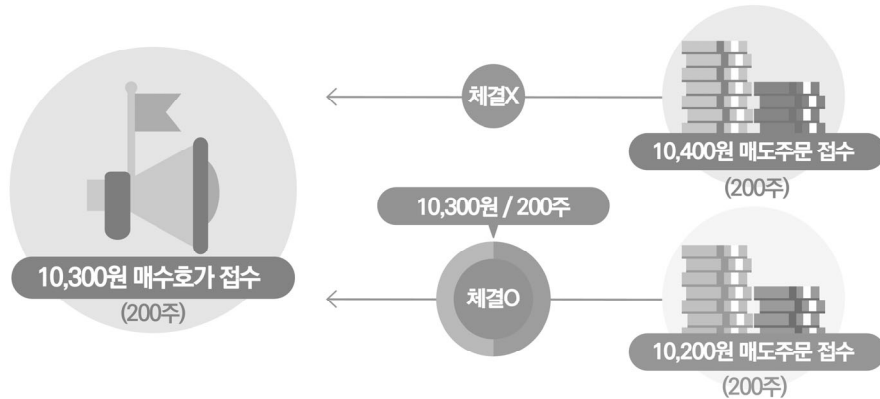 10,300원 매수호가 접수
(200주)
체결X
10,400원 매도주문 접수
(200주)
10,300원 / 200주
체결O
10,200원 매도주문 접수
(200주)